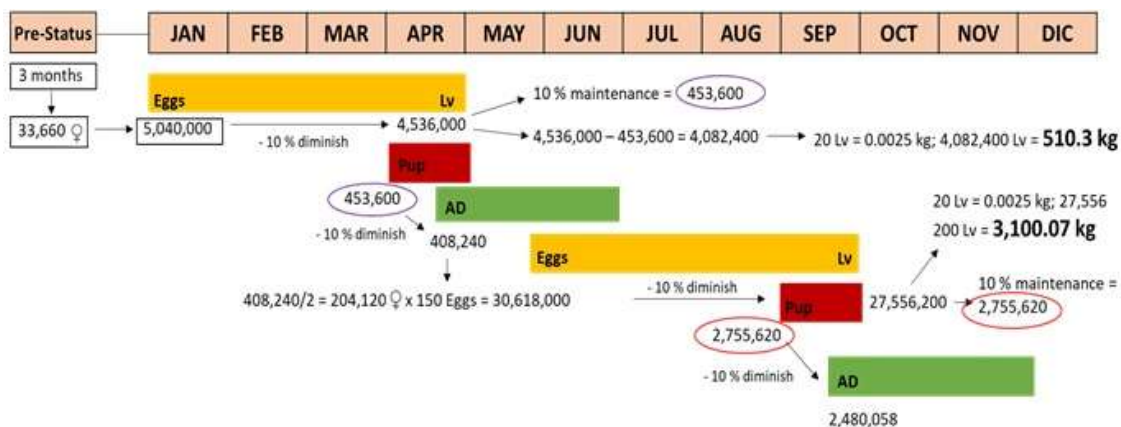 Pre-Status JAN FEB MAR APR MAY JUN JUL AUG SEP OCT NOV DIC
3 months
Eggs Lv
10 % maintenance = 453,600
33,660 ♀ 5,040,000 - 10 % diminish 4,536,000
4,536,000 – 453,600 = 4,082,400
20 Lv = 0.0025 kg; 4,082,400 Lv = 510.3 kg
Pup
453,600
AD
- 10 % diminish
408,240
20 Lv = 0.0025 kg; 27,556
200 Lv = 3,100.07 kg
Eggs Lv
408,240/2 = 204,120 ♀ x 150 Eggs = 30,618,000
- 10 % diminish
Pup
27,556,200
10 % maintenance =
2,755,620
2,755,620
- 10 % diminish
AD
2,480,058